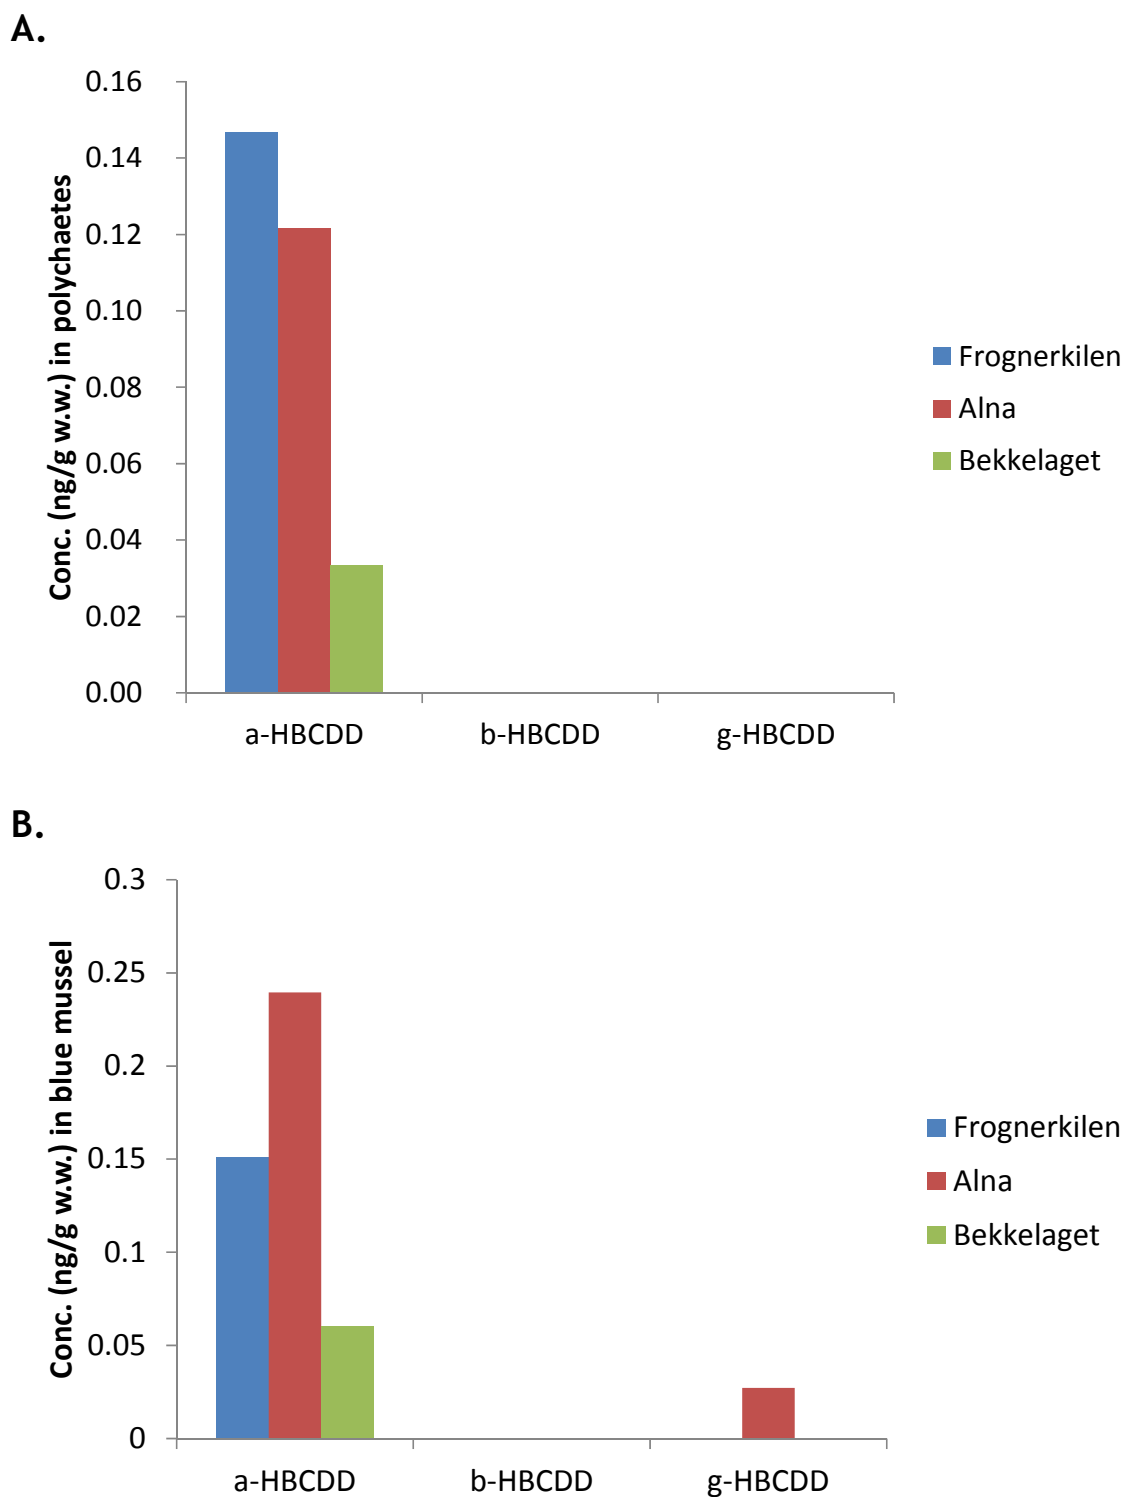 A.
Conc. (ng/g w.w.) in polychaetes
0.16
0.14
0.12
0.10
0.08
0.06
0.04
0.02
0.00
a-HBCDD b-HBCDD g-HBCDD
Frognerkilen
Alna
Bekkelaget
B.
Conc. (ng/g w.w.) in blue mussel
0.3
0.25
0.2
0.15
0.1
0.05
0
a-HBCDD b-HBCDD g-HBCDD
Frognerkilen
Alna
Bekkelaget